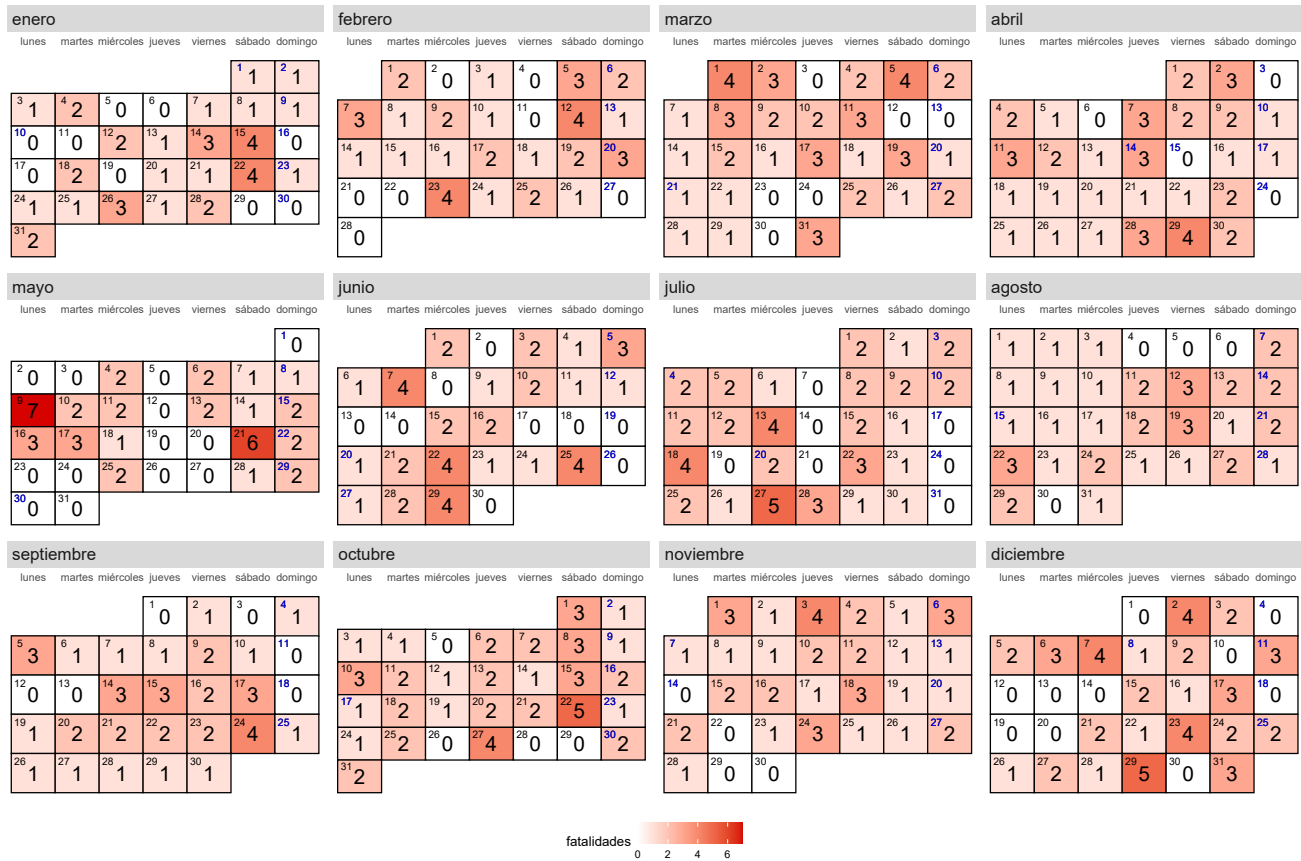 enero
lunes martes miércoles jueves viernes sábado domingo
1 1 2 1
3 1 4 2 5 0 6 0 7 1 8 1 9 1
10 0 11 0 12 2 13 1 14 3 15 4 16 0
17 0 18 2 19 0 20 1 21 1 22 4 23 1
24 1 25 1 26 3 27 1 28 2 29 0 30 0
31 2
febrero
lunes martes miércoles jueves viernes sábado domingo
1 2 2 0 3 1 4 0 5 3 6 2
7 3 8 1 9 2 10 1 11 0 12 4 13 1
14 1 15 1 16 1 17 2 18 1 19 2 20 3
21 0 22 0 23 4 24 1 25 2 26 1 27 0
28 0
marzo
lunes martes miércoles jueves viernes sábado domingo
1 4 2 3 3 0 4 2 5 4 6 2
7 1 8 3 9 2 10 2 11 3 12 0 13 0
14 1 15 2 16 1 17 3 18 1 19 3 20 1
21 1 22 1 23 0 24 0 25 2 26 1 27 2
28 1 29 1 30 0 31 3
abril
lunes martes miércoles jueves viernes sábado domingo
1 2 2 3 3 0
4 2 5 1 6 0 7 3 8 2 9 2 10 1
11 3 12 2 13 1 14 3 15 0 16 1 17 1
18 1 19 1 20 1 21 1 22 1 23 2 24 0
25 1 26 1 27 1 28 3 29 4 30 2
mayo
lunes martes miércoles jueves viernes sábado domingo
1 0
2 0 3 0 4 2 5 0 6 2 7 1 8 1
9 7 10 2 11 2 12 0 13 2 14 1 15 2
16 3 17 3 18 1 19 0 20 0 21 6 22 2
23 0 24 0 25 2 26 0 27 0 28 1 29 2
30 0 31 0
junio
lunes martes miércoles jueves viernes sábado domingo
1 2 2 0 3 2 4 1 5 3
6 1 7 4 8 0 9 1 10 2 11 1 12 1
13 0 14 0 15 2 16 2 17 0 18 0 19 0
20 1 21 2 22 4 23 1 24 1 25 4 26 0
27 1 28 2 29 4 30 0
julio
lunes martes miércoles jueves viernes sábado domingo
1 2 2 1 3 2
4 2 5 2 6 1 7 0 8 2 9 2 10 2
11 2 12 2 13 4 14 0 15 2 16 1 17 0
18 4 19 0 20 2 21 0 22 3 23 1 24 0
25 2 26 1 27 5 28 3 29 1 30 1 31 0
agosto
lunes martes miércoles jueves viernes sábado domingo
1 1 2 1 3 1 4 0 5 0 6 0 7 2
8 1 9 1 10 1 11 2 12 3 13 2 14 2
15 1 16 1 17 1 18 2 19 3 20 1 21 2
22 3 23 1 24 2 25 1 26 1 27 2 28 1
29 2 30 0 31 1
septiembre
lunes martes miércoles jueves viernes sábado domingo
1 0 2 1 3 0 4 1
5 3 6 1 7 1 8 1 9 2 10 1 11 0
12 0 13 0 14 3 15 3 16 2 17 3 18 0
19 1 20 2 21 2 22 2 23 2 24 4 25 1
26 1 27 1 28 1 29 1 30 1
octubre
lunes martes miércoles jueves viernes sábado domingo
1 3 2 1
3 1 4 1 5 0 6 2 7 2 8 3 9 1
10 3 11 2 12 1 13 2 14 1 15 3 16 2
17 1 18 2 19 1 20 2 21 2 22 5 23 1
24 1 25 2 26 0 27 4 28 0 29 0 30 2
31 2
noviembre
lunes martes miércoles jueves viernes sábado domingo
1 3 2 1 3 4 4 2 5 1 6 3
7 1 8 1 9 1 10 2 11 2 12 1 13 1
14 0 15 2 16 2 17 1 18 3 19 1 20 1
21 2 22 0 23 1 24 3 25 1 26 1 27 2
28 1 29 0 30 0
diciembre
lunes martes miércoles jueves viernes sábado domingo
1 0 2 4 3 2 4 0
5 2 6 3 7 4 8 1 9 2 10 0 11 3
12 0 13 0 14 0 15 2 16 1 17 3 18 0
19 0 20 0 21 2 22 1 23 4 24 2 25 2
26 1 27 2 28 1 29 5 30 0 31 3
fatalidades
0 2 4 6